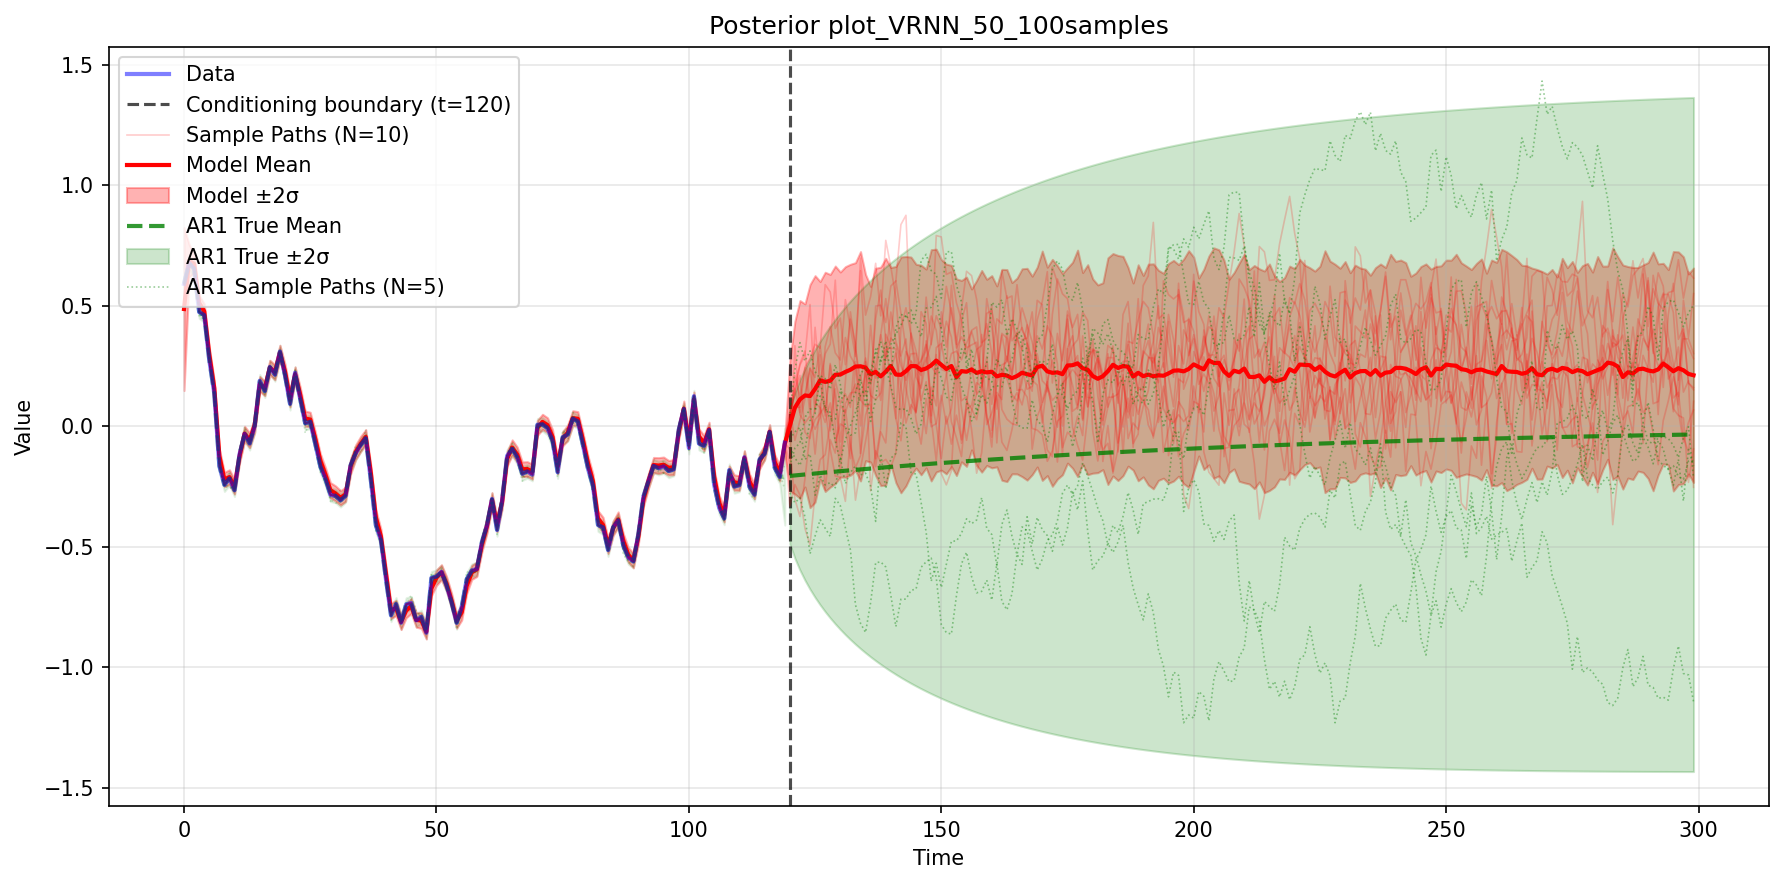 Posterior plot_VRNN_50_100samples
Data
Conditioning boundary (t=120)
Sample Paths (N=10)
Model Mean
Model ±2σ
AR1 True Mean
AR1 True ±2σ
AR1 Sample Paths (N=5)
1.5
1.0
0.5
0.0
−0.5
−1.0
−1.5
Value
0 50 100 150 200 250 300
Time